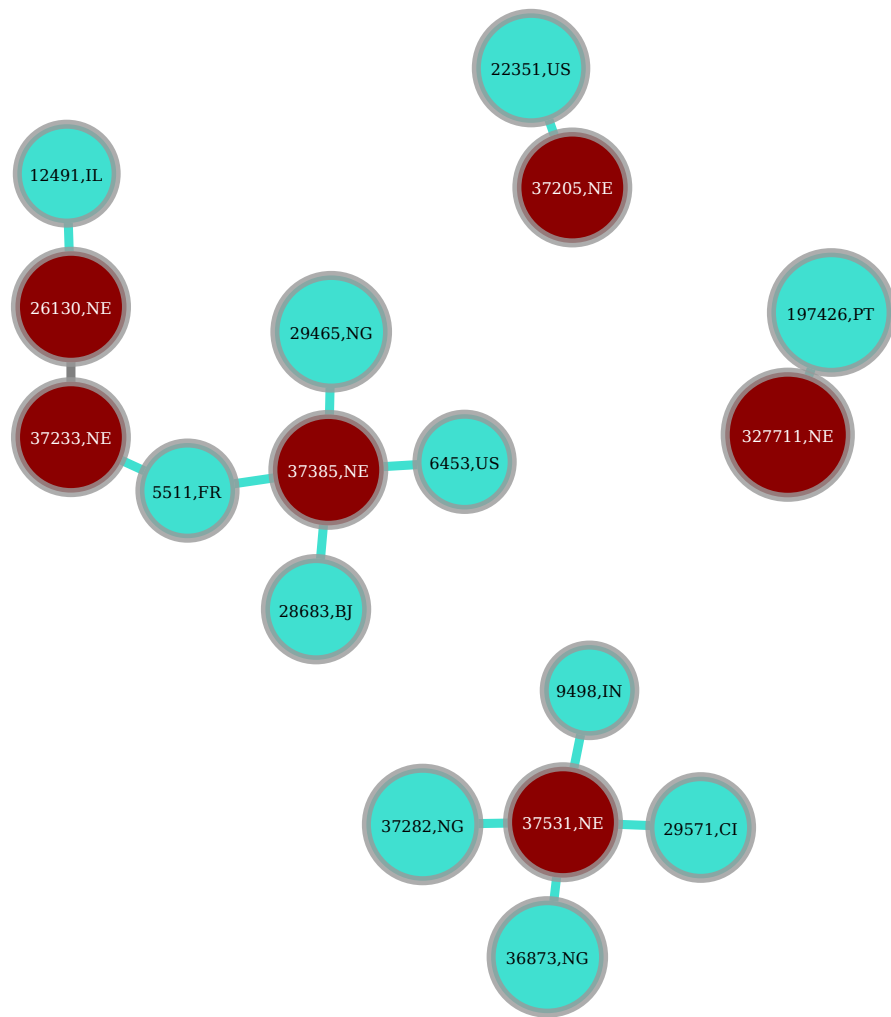 22351,US
12491,IL
37205,NE
26130,NE
197426,PT
29465,NG
37233,NE
327711,NE
6453,US
37385,NE
5511,FR
28683,BJ
9498,IN
37282,NG
37531,NE
29571,CI
36873,NG